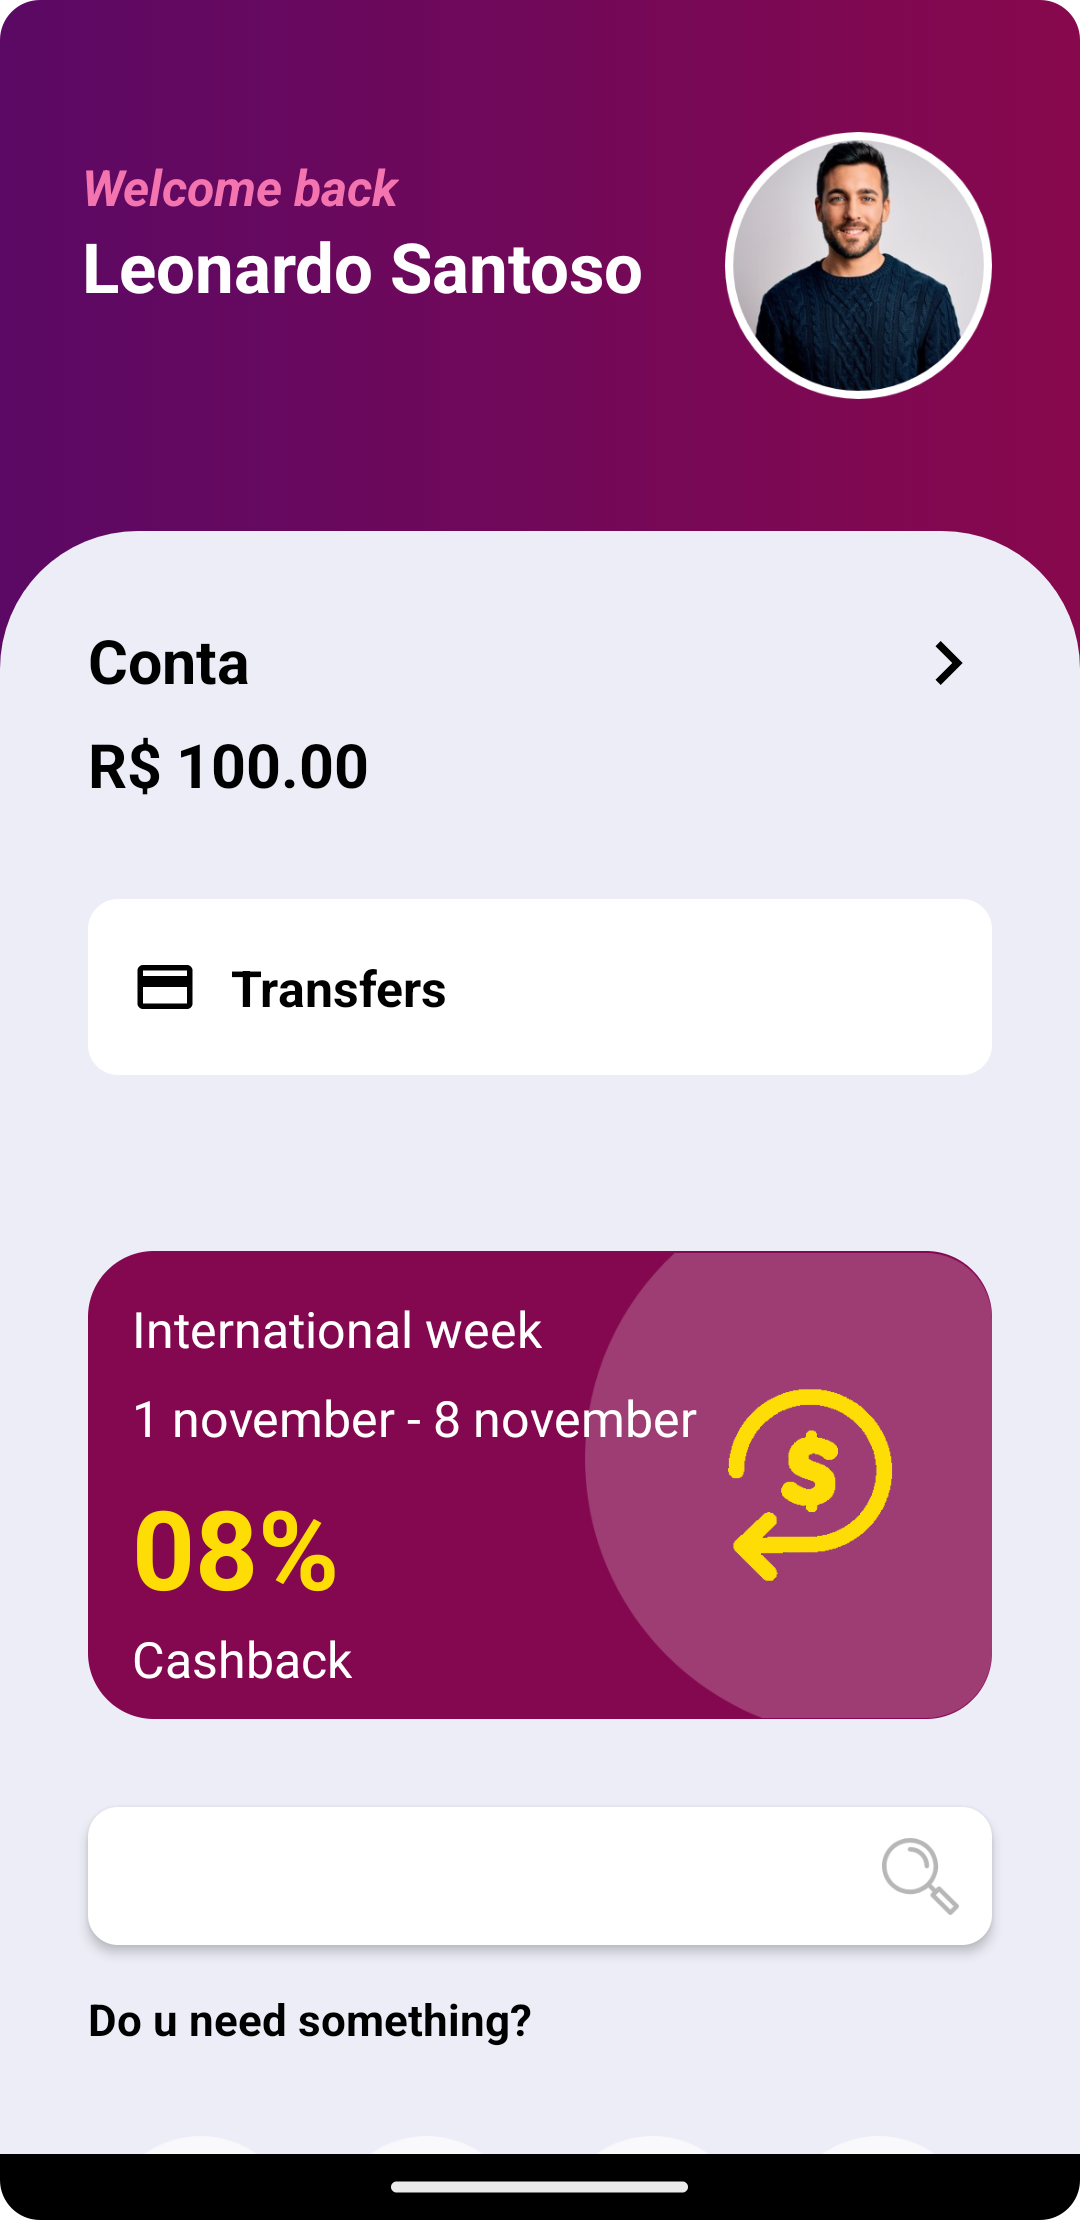 Welcome back
Leonardo Santoso
Conta
R$ 100.00
Transfers
International week
1 november - 8 november
08%
Cashback
Do u need something?